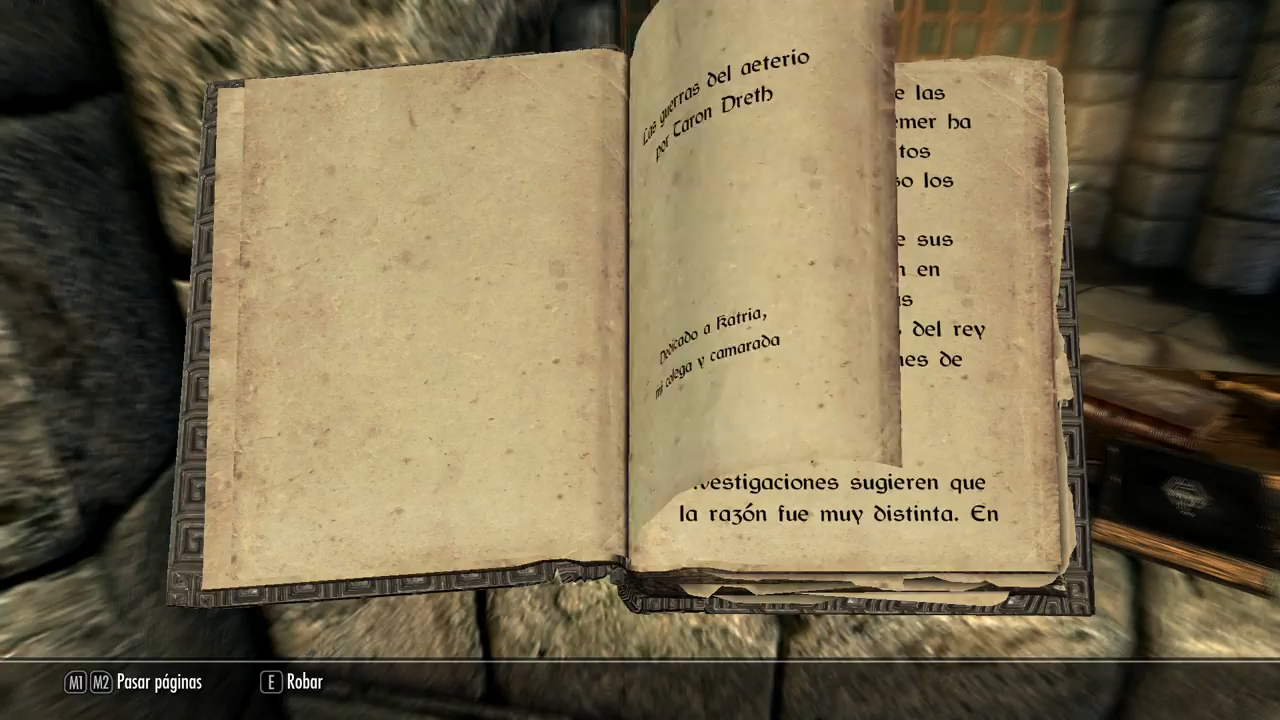 Las guerras del aeterio
por Taron Dreth
Dedicado a Katria,
mi colega y camarada
e las
emer ha
tos
so los
e sus
n en
as
del rey
nes de
vestigaciones sugieren que
la razón fue muy distinta. En
M1 M2 Pasar páginas
E Robar